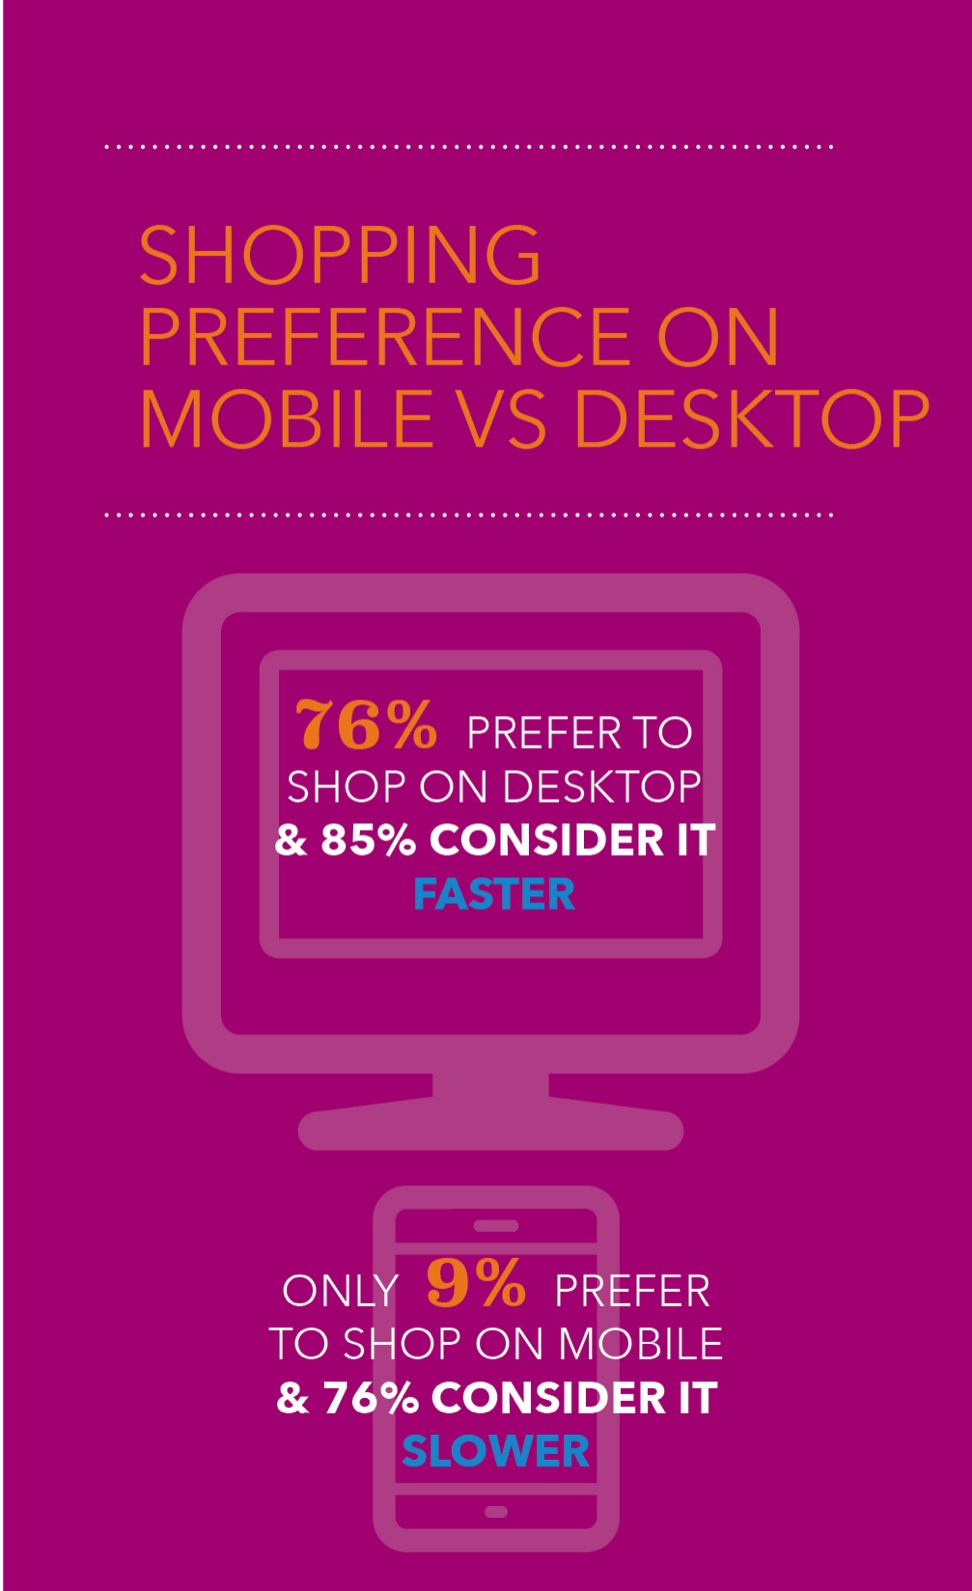 SHOPPING
PREFERENCE ON
MOBILE VS DESKTOP
76% PREFER TO
SHOP ON DESKTOP
& 85% CONSIDER IT
FASTER
ONLY 9% PREFER
TO SHOP ON MOBILE
& 76% CONSIDER IT
SLOWER